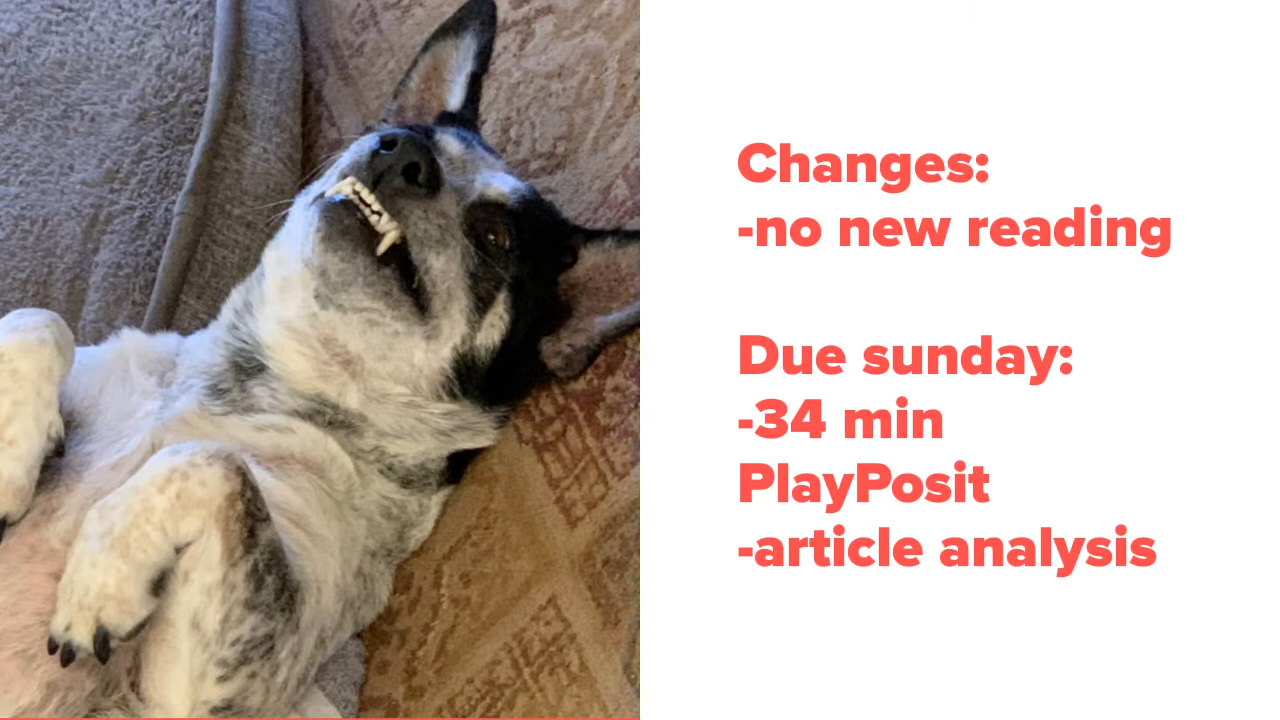 Changes:
-no new reading
Due sunday:
-34 min
PlayPosit
-article analysis